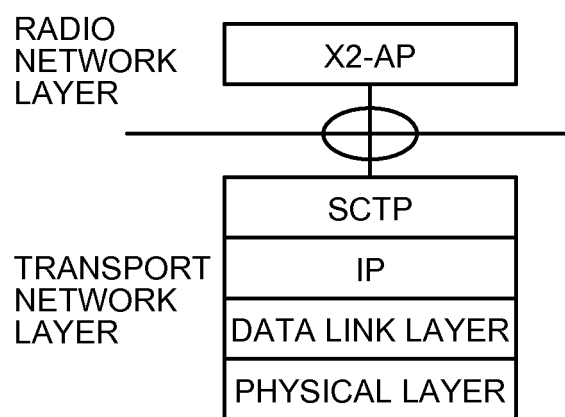 RADIO
NETWORK
LAYER
X2-AP
SCTP
IP
TRANSPORT
NETWORK
LAYER
DATA LINK LAYER
PHYSICAL LAYER